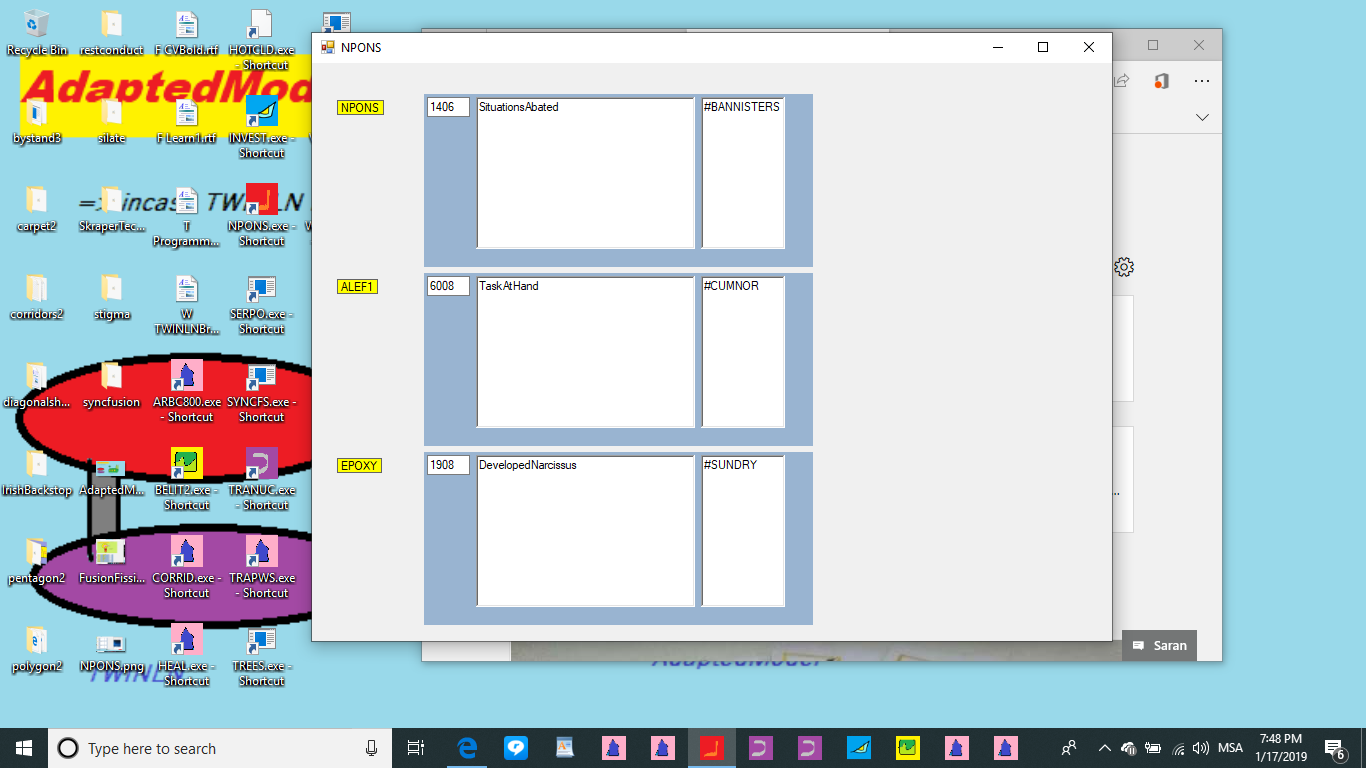 Recycle Bin
restconduct
F CVBold.rtf
HOTCLD.exe
- Shortcut
AdaptedMod
bystand3
silate
F Learn1.rtf
INVEST.exe -
Shortcut
=> incase TWINLN
carpet2
SkraperTec...
T
Programm...
NPONS.exe -
Shortcut
corridors2
stigma
W
TWINLNBr...
SERPO.exe -
Shortcut
diagonalsh...
syncfusion
ARBC800.exe
- Shortcut
SYNCFS.exe -
Shortcut
IrishBackstop
AdaptedM...
BELIT2.exe -
Shortcut
TRANUC.exe
- Shortcut
pentagon2
FusionFissi...
CORRID.exe -
Shortcut
TRAPWS.exe
- Shortcut
polygon2
NPONS.png
HEAL.exe -
Shortcut
TREES.exe -
Shortcut
TWINLN
NPONS
NPONS
1406
SituationsAbated
#BANNISTERS
ALEF1
6008
TaskAtHand
#CUMNOR
EPOXY
1908
DevelopedNarcissus
#SUNDRY
...
Saran
AdaptedModel
Type here to search
MSA
7:48 PM
1/17/2019
6